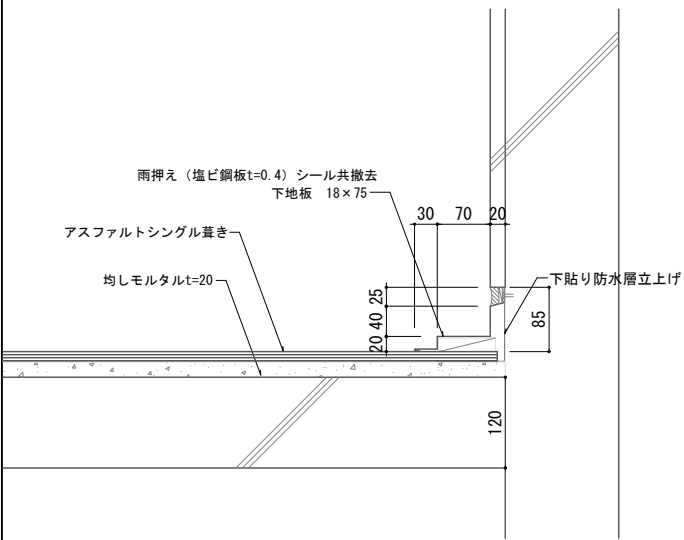 雨押え（塩ビ鋼板t=0.4）シール共撤去
下地板 18×75
30 70 20
アスファルトシングル葺き
均しモルタルt=20
下貼り防水層立上げ
25
40
20
85
120